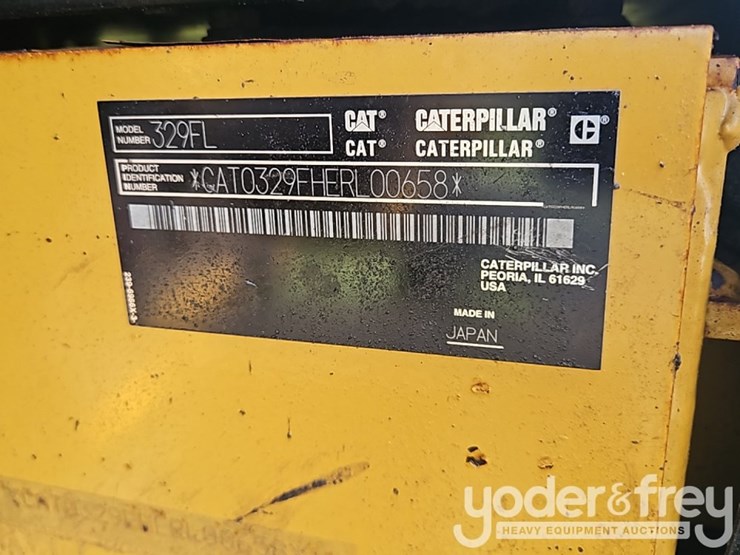 MODEL
NUMBER 329FL
CAT® CATERPILLAR®
CAT® CATERPILLAR®
PRODUCT
IDENTIFICATION
NUMBER *CAT0329FHERL00658*
CATERPILLAR INC.
PEORIA, IL 61629
USA
MADE IN
JAPAN
yoder&frey
HEAVY EQUIPMENT AUCTIONS